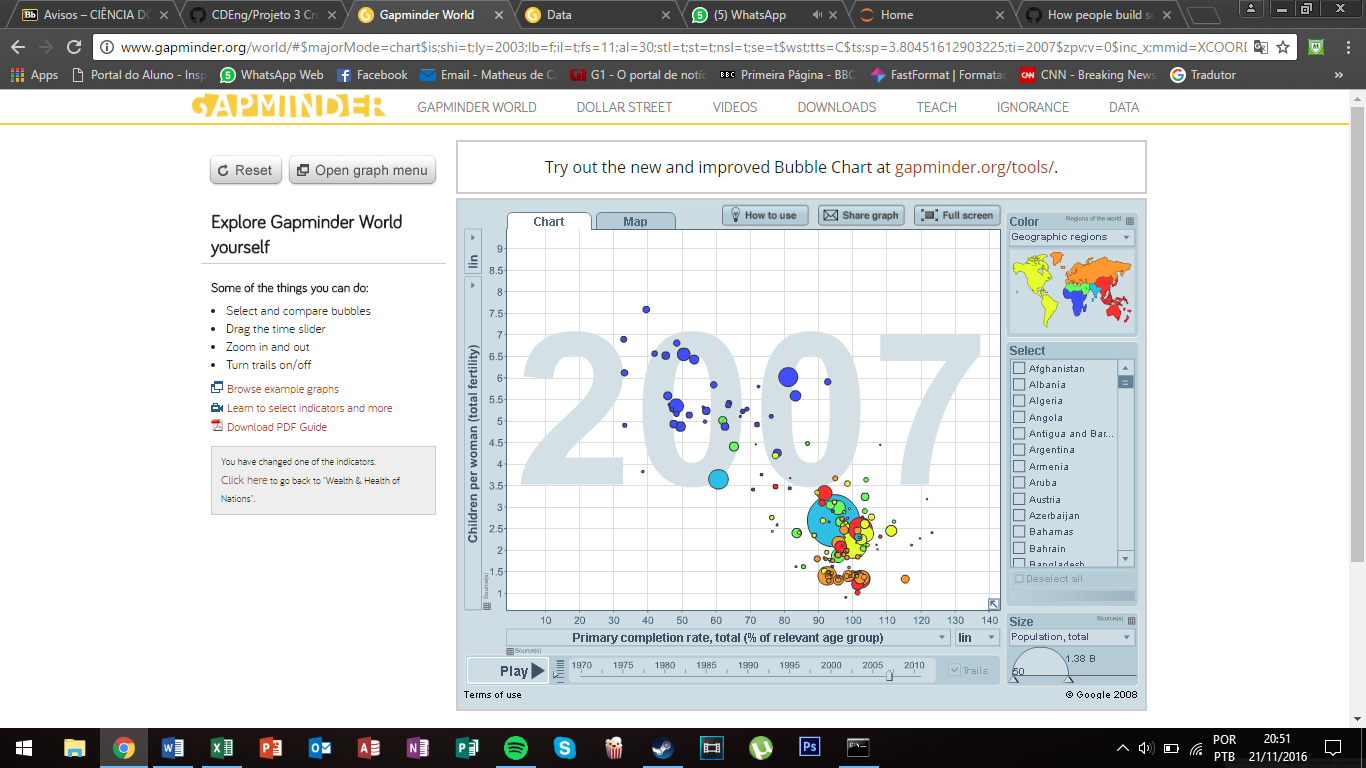 Avisos – CIÊNCIA DO
CDEng/Projeto 3 Cre
Gapminder World
Data
(5) WhatsApp
Home
How people build so
www.gapminder.org/world/#$majorMode=chart$is;shi=t;ly=2003;lb=f;il=t;fs=11;al=30;stl=t;st=t;nsl=t;se=t$wst;tts=C$ts;sp=3.80451612903225;ti=2007$zpv;v=0$inc_x;mmid=XCOORD
Apps
Portal do Aluno - Insp
WhatsApp Web
Facebook
Email - Matheus de Ca
G1 - O portal de notíc
BBC Primeira Página - BBC
FastFormat | Formataç
CNN - Breaking News
Tradutor
»
GAPMINDER
GAPMINDER WORLD
DOLLAR STREET
VIDEOS
DOWNLOADS
TEACH
IGNORANCE
DATA
Reset
Open graph menu
Try out the new and improved Bubble Chart at gapminder.org/tools/.
Explore Gapminder World
yourself
Some of the things you can do:
• Select and compare bubbles
• Drag the time slider
• Zoom in and out
• Turn trails on/off
Browse example graphs
Learn to select indicators and more
Download PDF Guide
You have changed one of the indicators.
Click here to go back to "Wealth & Health of
Nations".
Chart
Map
How to use
Share graph
Full screen
lin
Children per woman (total fertility)
Source(s)
9
8.5
8
7.5
7
6.5
6
5.5
5
4.5
4
3.5
3
2.5
2
1.5
1
2007
10 20 30 40 50 60 70 80 90 100 110 120 130 140
Primary completion rate, total (% of relevant age group)
lin
Source(s)
Play
1970 1975 1980 1985 1990 1995 2000 2005 2010
Trails
Terms of use
© Google 2008
Color
Regions of the world
Geographic regions
Select
Afghanistan
Albania
Algeria
Angola
Antigua and Bar...
Argentina
Armenia
Aruba
Austria
Azerbaijan
Bahamas
Bahrain
Bangladesh
Deselect all
Size
Source(s)
Population, total
1.38 B
50
POR
PTB
20:51
21/11/2016